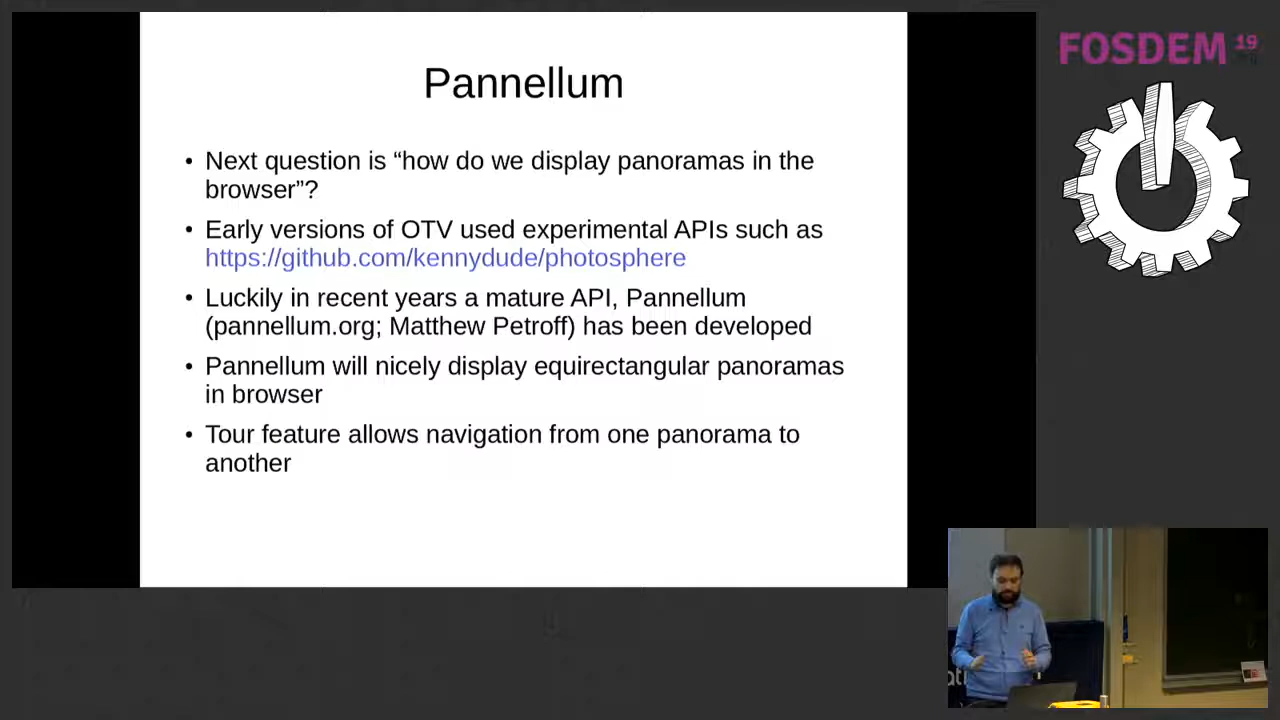 Pannellum
• Next question is “how do we display panoramas in the
browser”?
• Early versions of OTV used experimental APIs such as
https://github.com/kennydude/photosphere
• Luckily in recent years a mature API, Pannellum
(pannellum.org; Matthew Petroff) has been developed
• Pannellum will nicely display equirectangular panoramas
in browser
• Tour feature allows navigation from one panorama to
another
FOSDEM 19